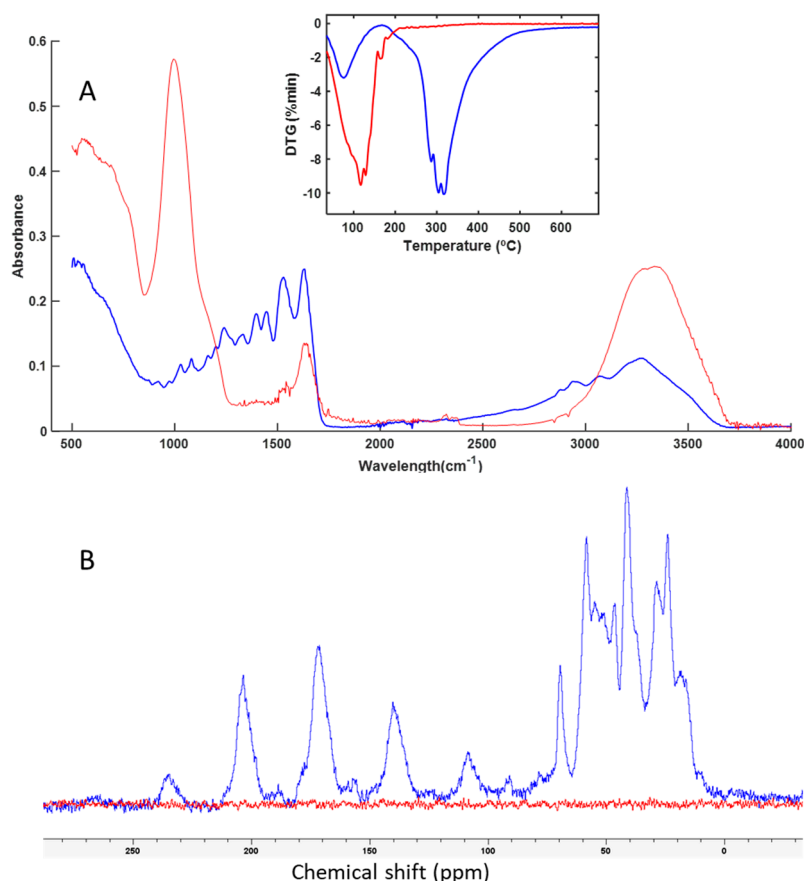 A
0.6
0.5
0.4
0.3
0.2
0.1
0
Absorbance
500 1000 1500 2000 2500 3000 3500 4000
Wavelength(cm-1)
0
-2
-4
-6
-8
-10
DTG (%min)
100 200 300 400 500 600
Temperature (ºC)
B
250 200 150 100 50 0
Chemical shift (ppm)